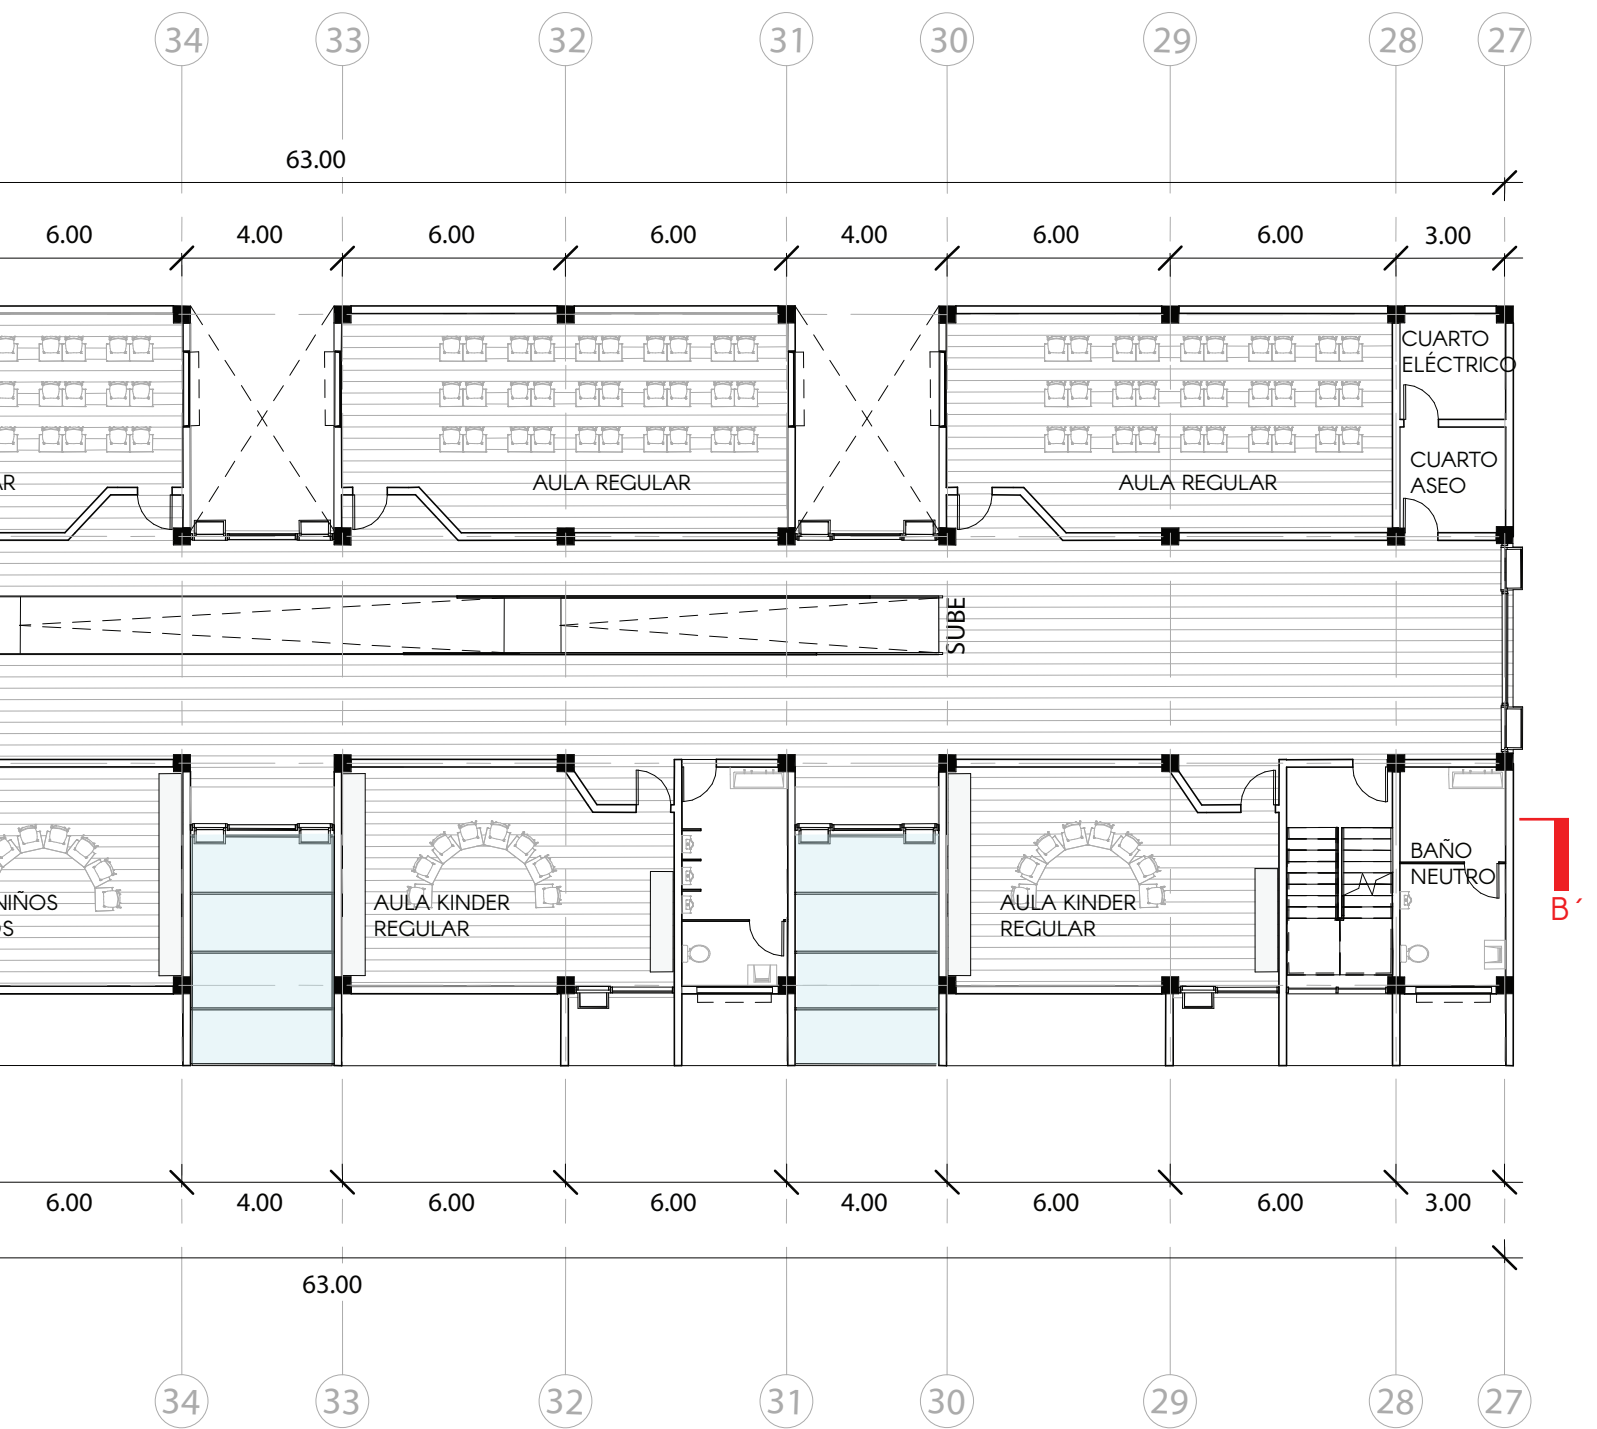 34 33 32 31 30 29 28 27
63.00
6.00 4.00 6.00 6.00 4.00 6.00 6.00 3.00
CUARTO
ELÉCTRICO
AR AULA REGULAR AULA REGULAR
CUARTO
ASEO
SUBE
BAÑO
NEUTRO
NIÑOS
OS
AULA KINDER
REGULAR
AULA KINDER
REGULAR
B´
6.00 4.00 6.00 6.00 4.00 6.00 6.00 3.00
63.00
34 33 32 31 30 29 28 27